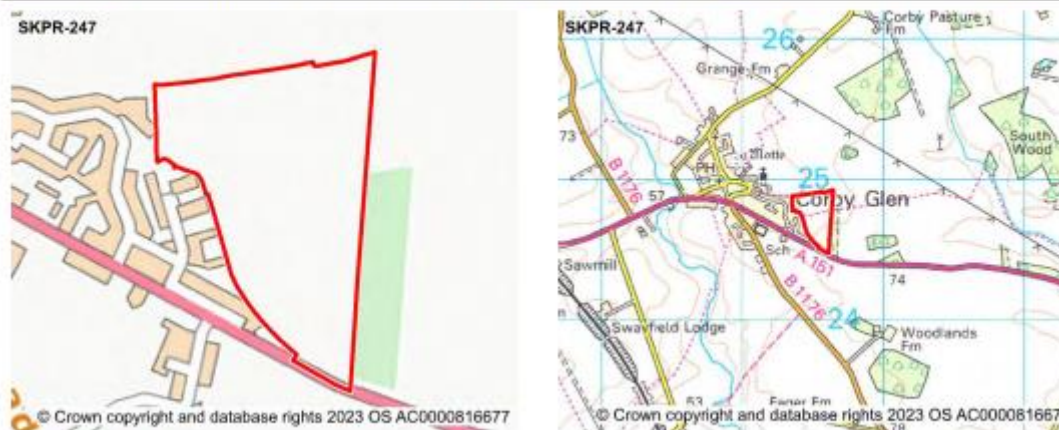 SKPR-247
© Crown copyright and database rights 2023 OS AC0000816677
SKPR-247
Corby Pasture
Fm
26
Grange Fm
73
B 1176
PH
Motte
57
25
Corby Glen
Sch
A 151
74
Sawmill
B 1176
Swayfield Lodge
24
Woodlands
Fm
53
South
Wood
78
© Crown copyright and database rights 2023 OS AC000081667